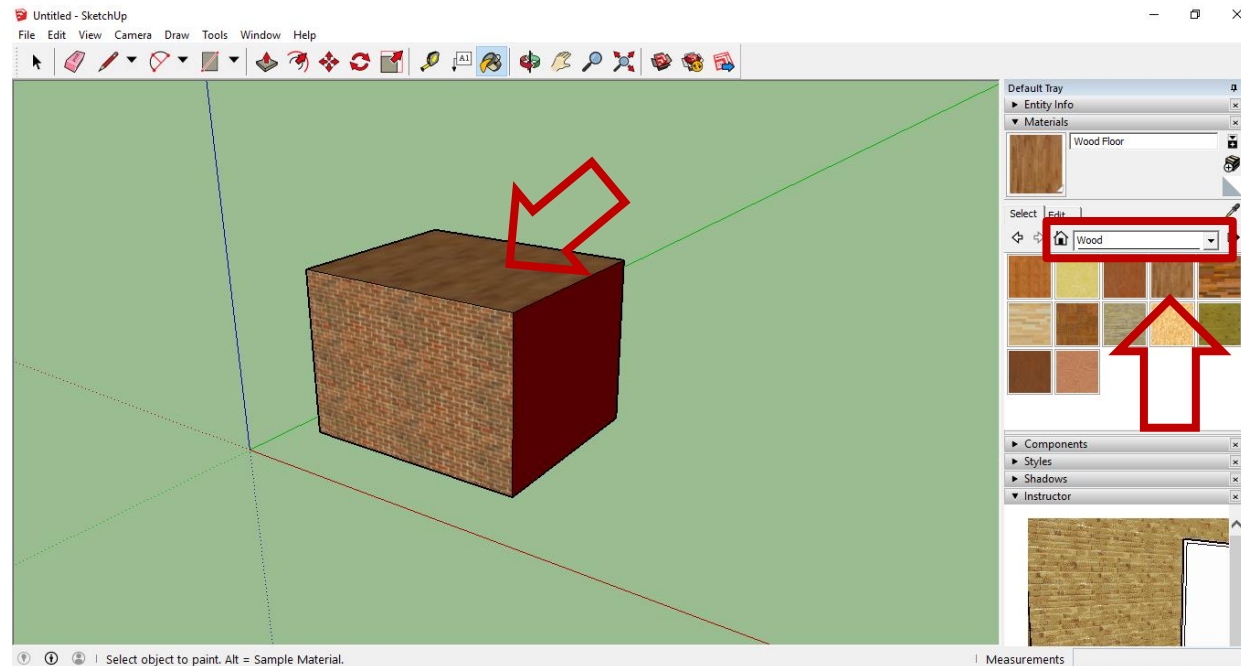 Untitled - SketchUp
File Edit View Camera Draw Tools Window Help
A1
Default Tray
Entity Info
Materials
Wood Floor
Select Edit
Wood
Components
Styles
Shadows
Instructor
Select object to paint. Alt = Sample Material.
Measurements